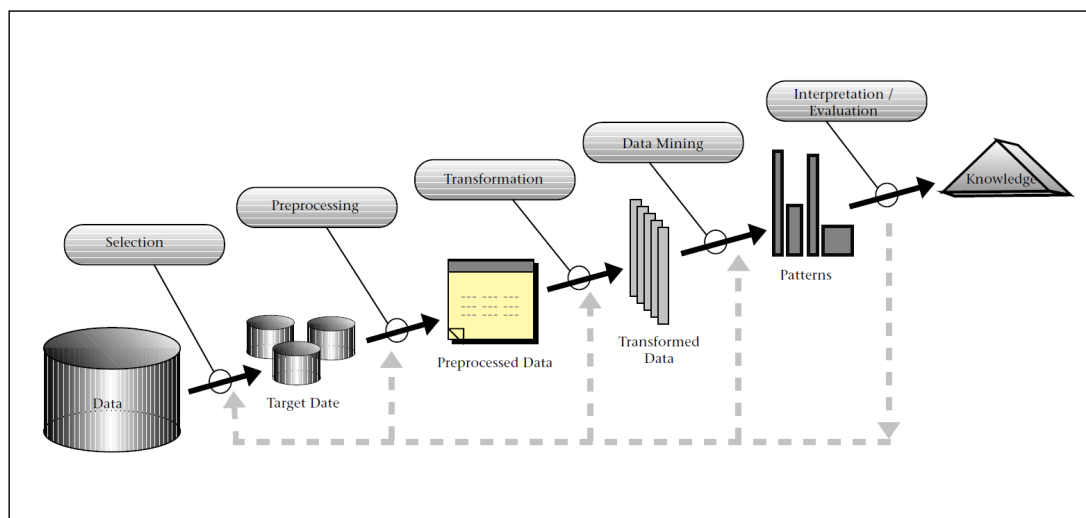 Interpretation /
Evaluation
Data Mining
Transformation
Preprocessing
Selection
Data
Target Date
Preprocessed Data
Transformed
Data
Patterns
Knowledge